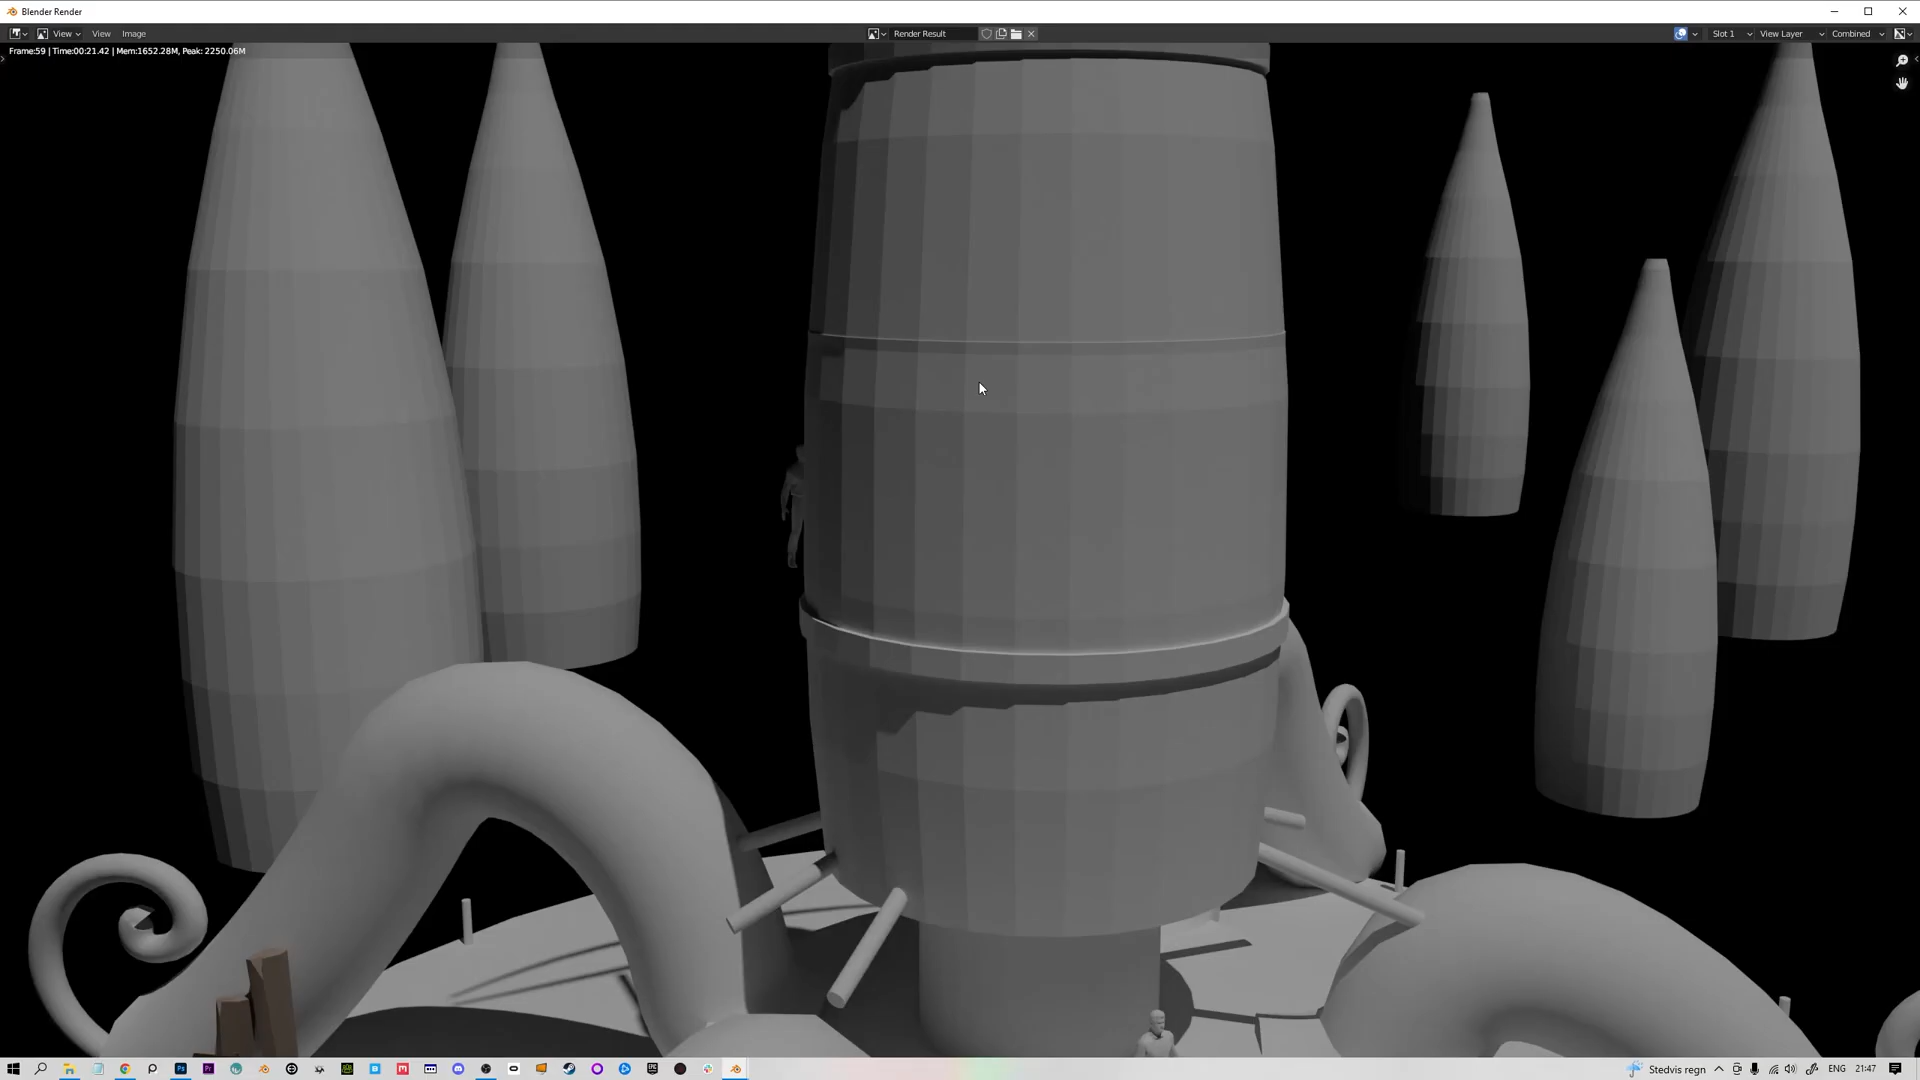 Blender Render
View View Image Render Result Slot 1 View Layer Combined
Frame:59 | Time:00:21.42 | Mem:1652.28M, Peak: 2250.06M
Stedvis regn ENG 21:47